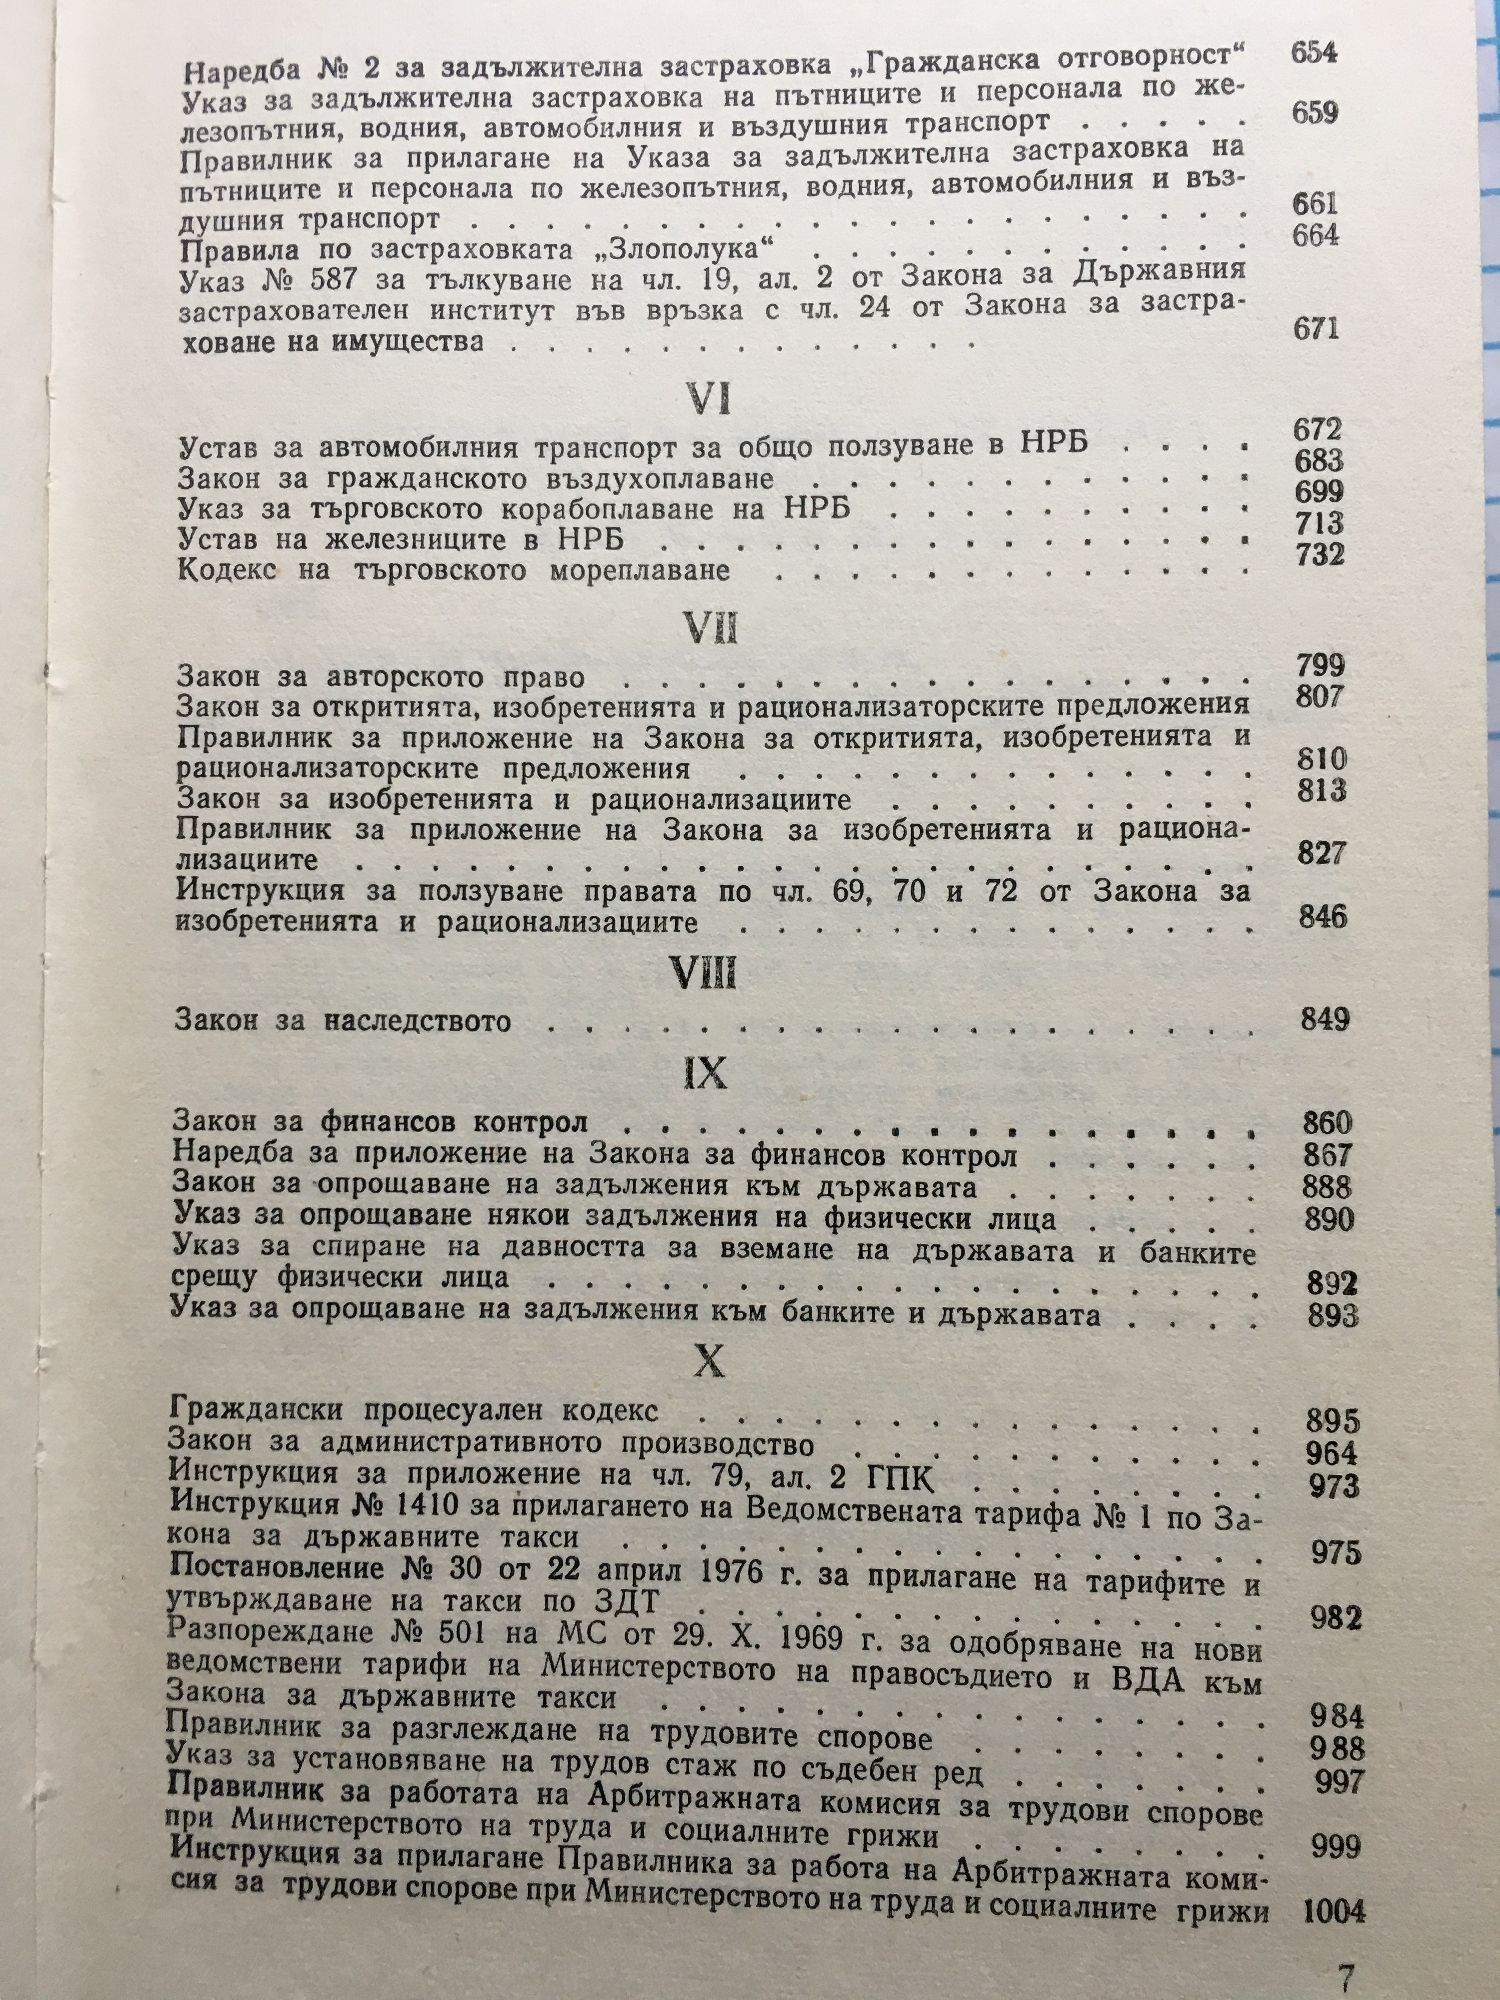 Наредба № 2 за задължителна застраховка „Гражданска отговорност“ 654
Указ за задължителна застраховка на пътниците и персонала по же-
лезопътния, водния, автомобилния и въздушния транспорт . . . . . 659
Правилник за прилагане на Указа за задължителна застраховка на
пътниците и персонала по железопътния, водния, автомобилния и въз-
душния транспорт . . . . . . . . . . . . . . . . . . . . 661
Правила по застраховката „Злополука“ . . . . . . . . . . . . 664
Указ № 587 за тълкуване на чл. 19, ал. 2 от Закона за Държавния
застрахователен институт във връзка с чл. 24 от Закона за застра-
ховане на имущества . . . . . . . . . . . . . 671
VI
Устав за автомобилния транспорт за общо ползуване в НРБ . . . . 672
Закон за гражданското въздухоплаване . . . . . . . . . . . . 683
Указ за търговското корабоплаване на НРБ . . . . . . . . . . 699
Устав на железниците в НРБ . . . . . . . . . . . . . . . . 713
Кодекс на търговското мореплаване . . . . . . . . . . . . . 732
VII
Закон за авторското право . . . . . . . . . . . . . . . . . 799
Закон за откритията, изобретенията и рационализаторските предложения 807
Правилник за приложение на Закона за откритията, изобретенията и
рационализаторските предложения . . . . . . . . . . . . . . 810
Закон за изобретенията и рационализациите . . . . . . . . . . 813
Правилник за приложение на Закона за изобретенията и рациона-
лизациите . . . . . . . . . . . . . . . . . . . . . . . . 827
Инструкция за ползуване правата по чл. 69, 70 и 72 от Закона за
изобретенията и рационализациите . . . . . . . . . . . . . . 846
VIII
Закон за наследството . . . . . . . . . . . . . . . . . . . 849
IX
Закон за финансов контрол . . . . . . . . . . . . . . . . . 860
Наредба за приложение на Закона за финансов контрол . . . . . . 867
Закон за опрощаване на задължения към държавата . . . . . . . 888
Указ за опрощаване някои задължения на физически лица . . . . . 890
Указ за спиране на давността за вземане на държавата и банките
срещу физически лица . . . . . . . . . . . . . . . . . . . 892
Указ за опрощаване на задължения към банките и държавата . . . . 893
X
Граждански процесуален кодекс . . . . . . . . . . . . . . . 895
Закон за административното производство . . . . . . . . . . . 964
Инструкция за приложение на чл. 79, ал. 2 ГПК . . . . . . . . 973
Инструкция № 1410 за прилагането на Ведомствената тарифа № 1 по За-
кона за държавните такси . . . . . . . . . . . . . . . . . 975
Постановление № 30 от 22 април 1976 г. за прилагане на тарифите и
утвърждаване на такси по ЗДТ . . . . . . . . . . . . . . . 982
Разпореждане № 501 на МС от 29. X. 1969 г. за одобряване на нови
ведомствени тарифи на Министерството на правосъдието и ВДА към
Закона за държавните такси . . . . . . . . . . . . . . . . 984
Правилник за разглеждане на трудовите спорове . . . . . . . . 988
Указ за установяване на трудов стаж по съдебен ред . . . . . . . 997
Правилник за работата на Арбитражната комисия за трудови спорове
при Министерството на труда и социалните грижи . . . . . . . . 999
Инструкция за прилагане Правилника за работа на Арбитражната коми-
сия за трудови спорове при Министерството на труда и социалните грижи 1004
7